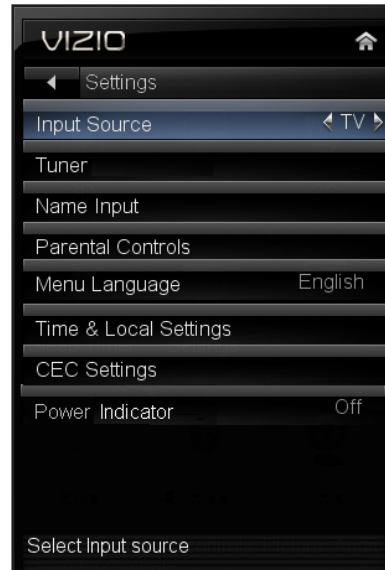 VIZIO
Settings
Input Source TV
Tuner
Name Input
Parental Controls
Menu Language English
Time & Local Settings
CEC Settings
Power Indicator Off
Select Input source